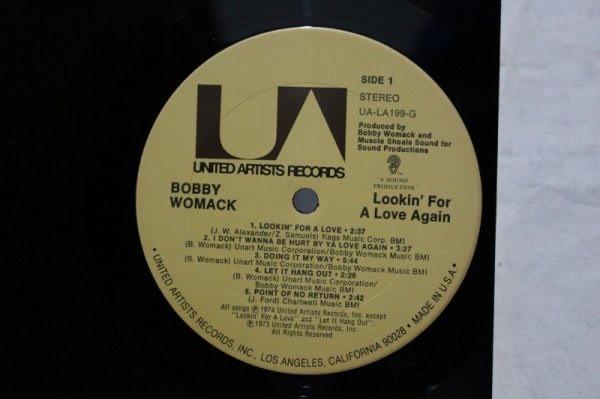 UA
UNITED ARTISTS RECORDS
SIDE 1
STEREO
UA-LA199-G
Produced by
Bobby Womack and
Muscle Shoals Sound for
Sound Productions
"A SOUND
PRODUCTION"
BOBBY
WOMACK
Lookin' For
A Love Again
1. LOOKIN' FOR A LOVE • 2:37
(J. W. Alexander/Z. Samuels) Kags Music Corp. BMI
2. I DON'T WANNA BE HURT BY YA LOVE AGAIN • 3:27
(B. Womack) Unart Music Corporation/Bobby Womack Music BMI
3. DOING IT MY WAY • 5:44
(B. Womack) Unart Music Corporation/Bobby Womack Music BMI
4. LET IT HANG OUT • 2:26
(B. Womack) Unart Music Corporation/
Bobby Womack Music BMI
5. POINT OF NO RETURN • 2:42
(J. Ford) Chartwell Music BMI
All songs ℗ 1974 United Artists Records, Inc. except
"Lookin' For A Love" and "Let It Hang Out":
℗ 1973 United Artists Records, Inc.
All Rights Reserved.
• UNITED ARTISTS RECORDS, INC., LOS ANGELES, CALIFORNIA 90028 • MADE IN U.S.A. •